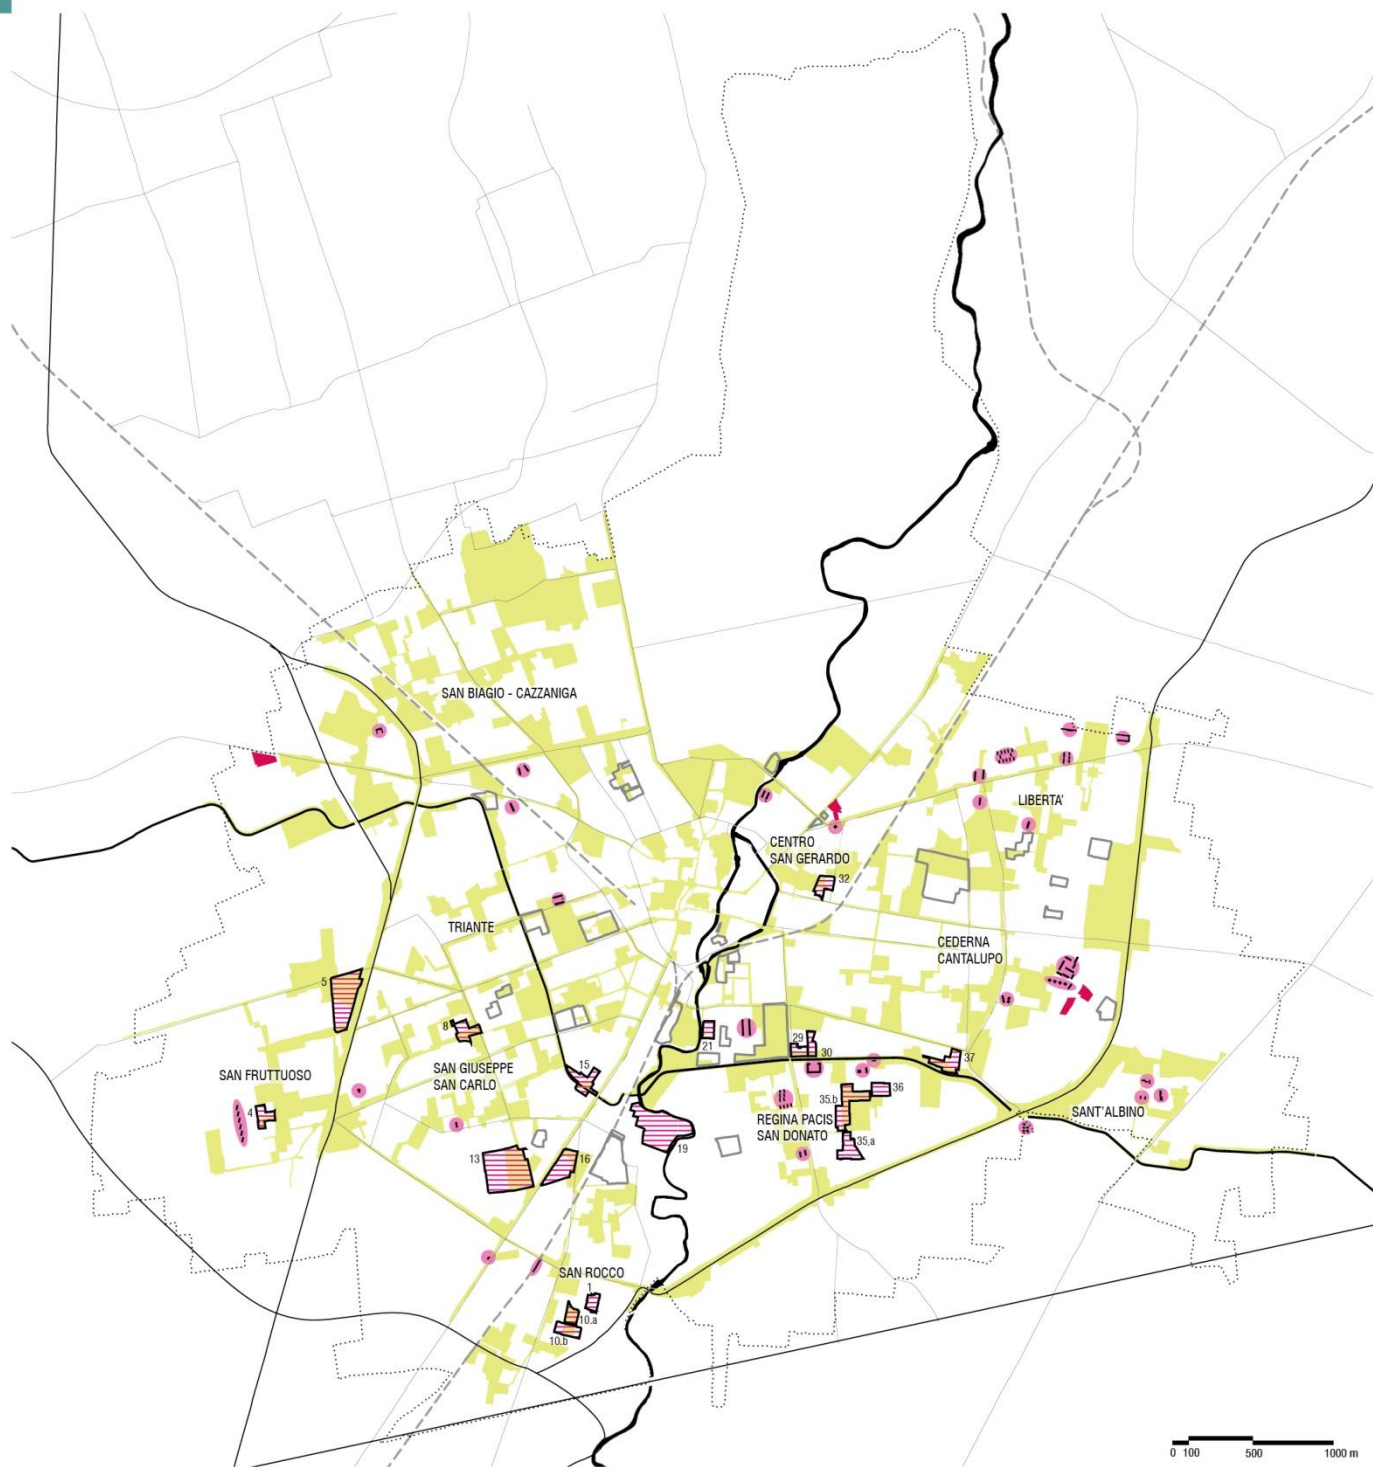 SAN BIAGIO - CAZZANIGA
LIBERTA'
CENTRO
SAN GERARDO
32
TRIANTE
CEDERNA
CANTALUPO
5
8
21
29
30
37
SAN FRUTTUOSO
SAN GIUSEPPE
SAN CARLO
15
36
35.b
4
REGINA PACIS
SAN DONATO
SANT'ALBINO
35,a
19
13
16
SAN ROCCO
1
10.a
10.b
0 100 500 1000 m